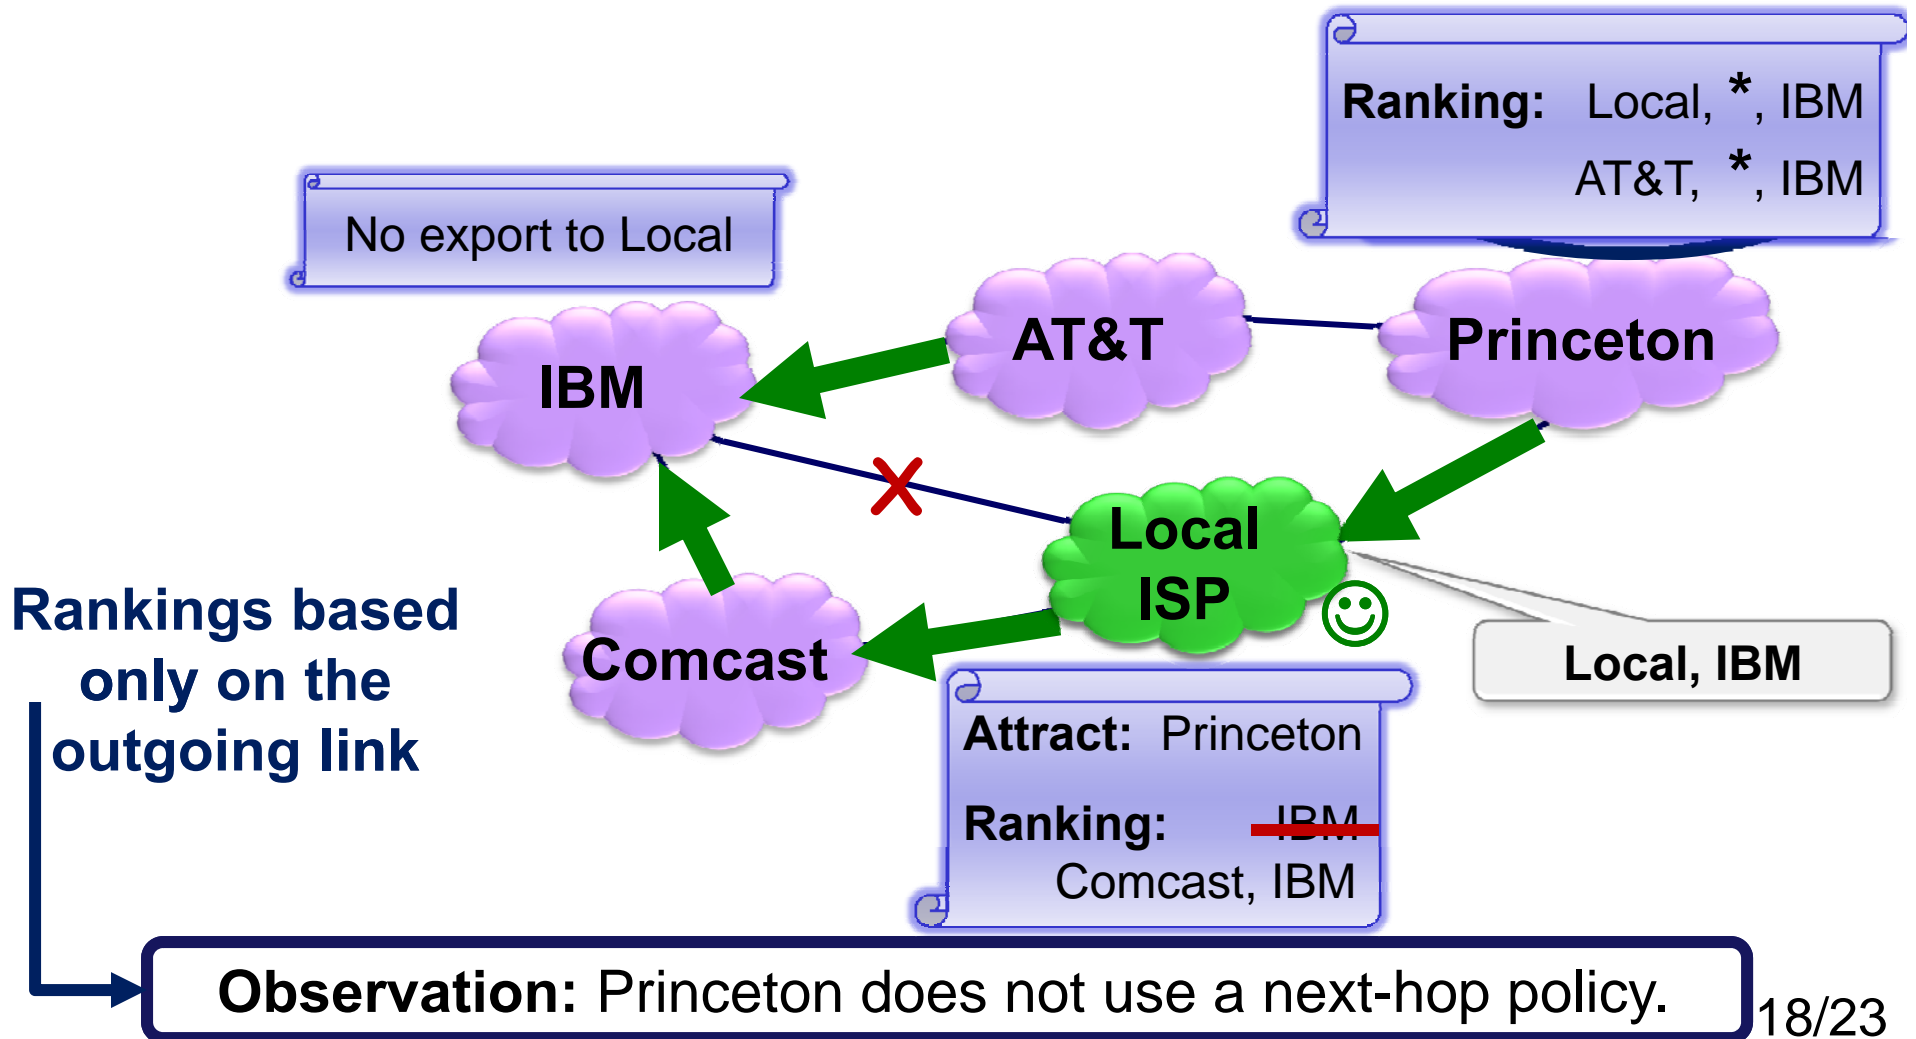 Ranking: Local, *, IBM
AT&T, *, IBM
No export to Local
IBM
AT&T
Princeton
X
Local
ISP
Comcast
Local, IBM
Rankings based
only on the
outgoing link
Attract: Princeton
Ranking: IBM
Comcast, IBM
Observation: Princeton does not use a next-hop policy.
18/23